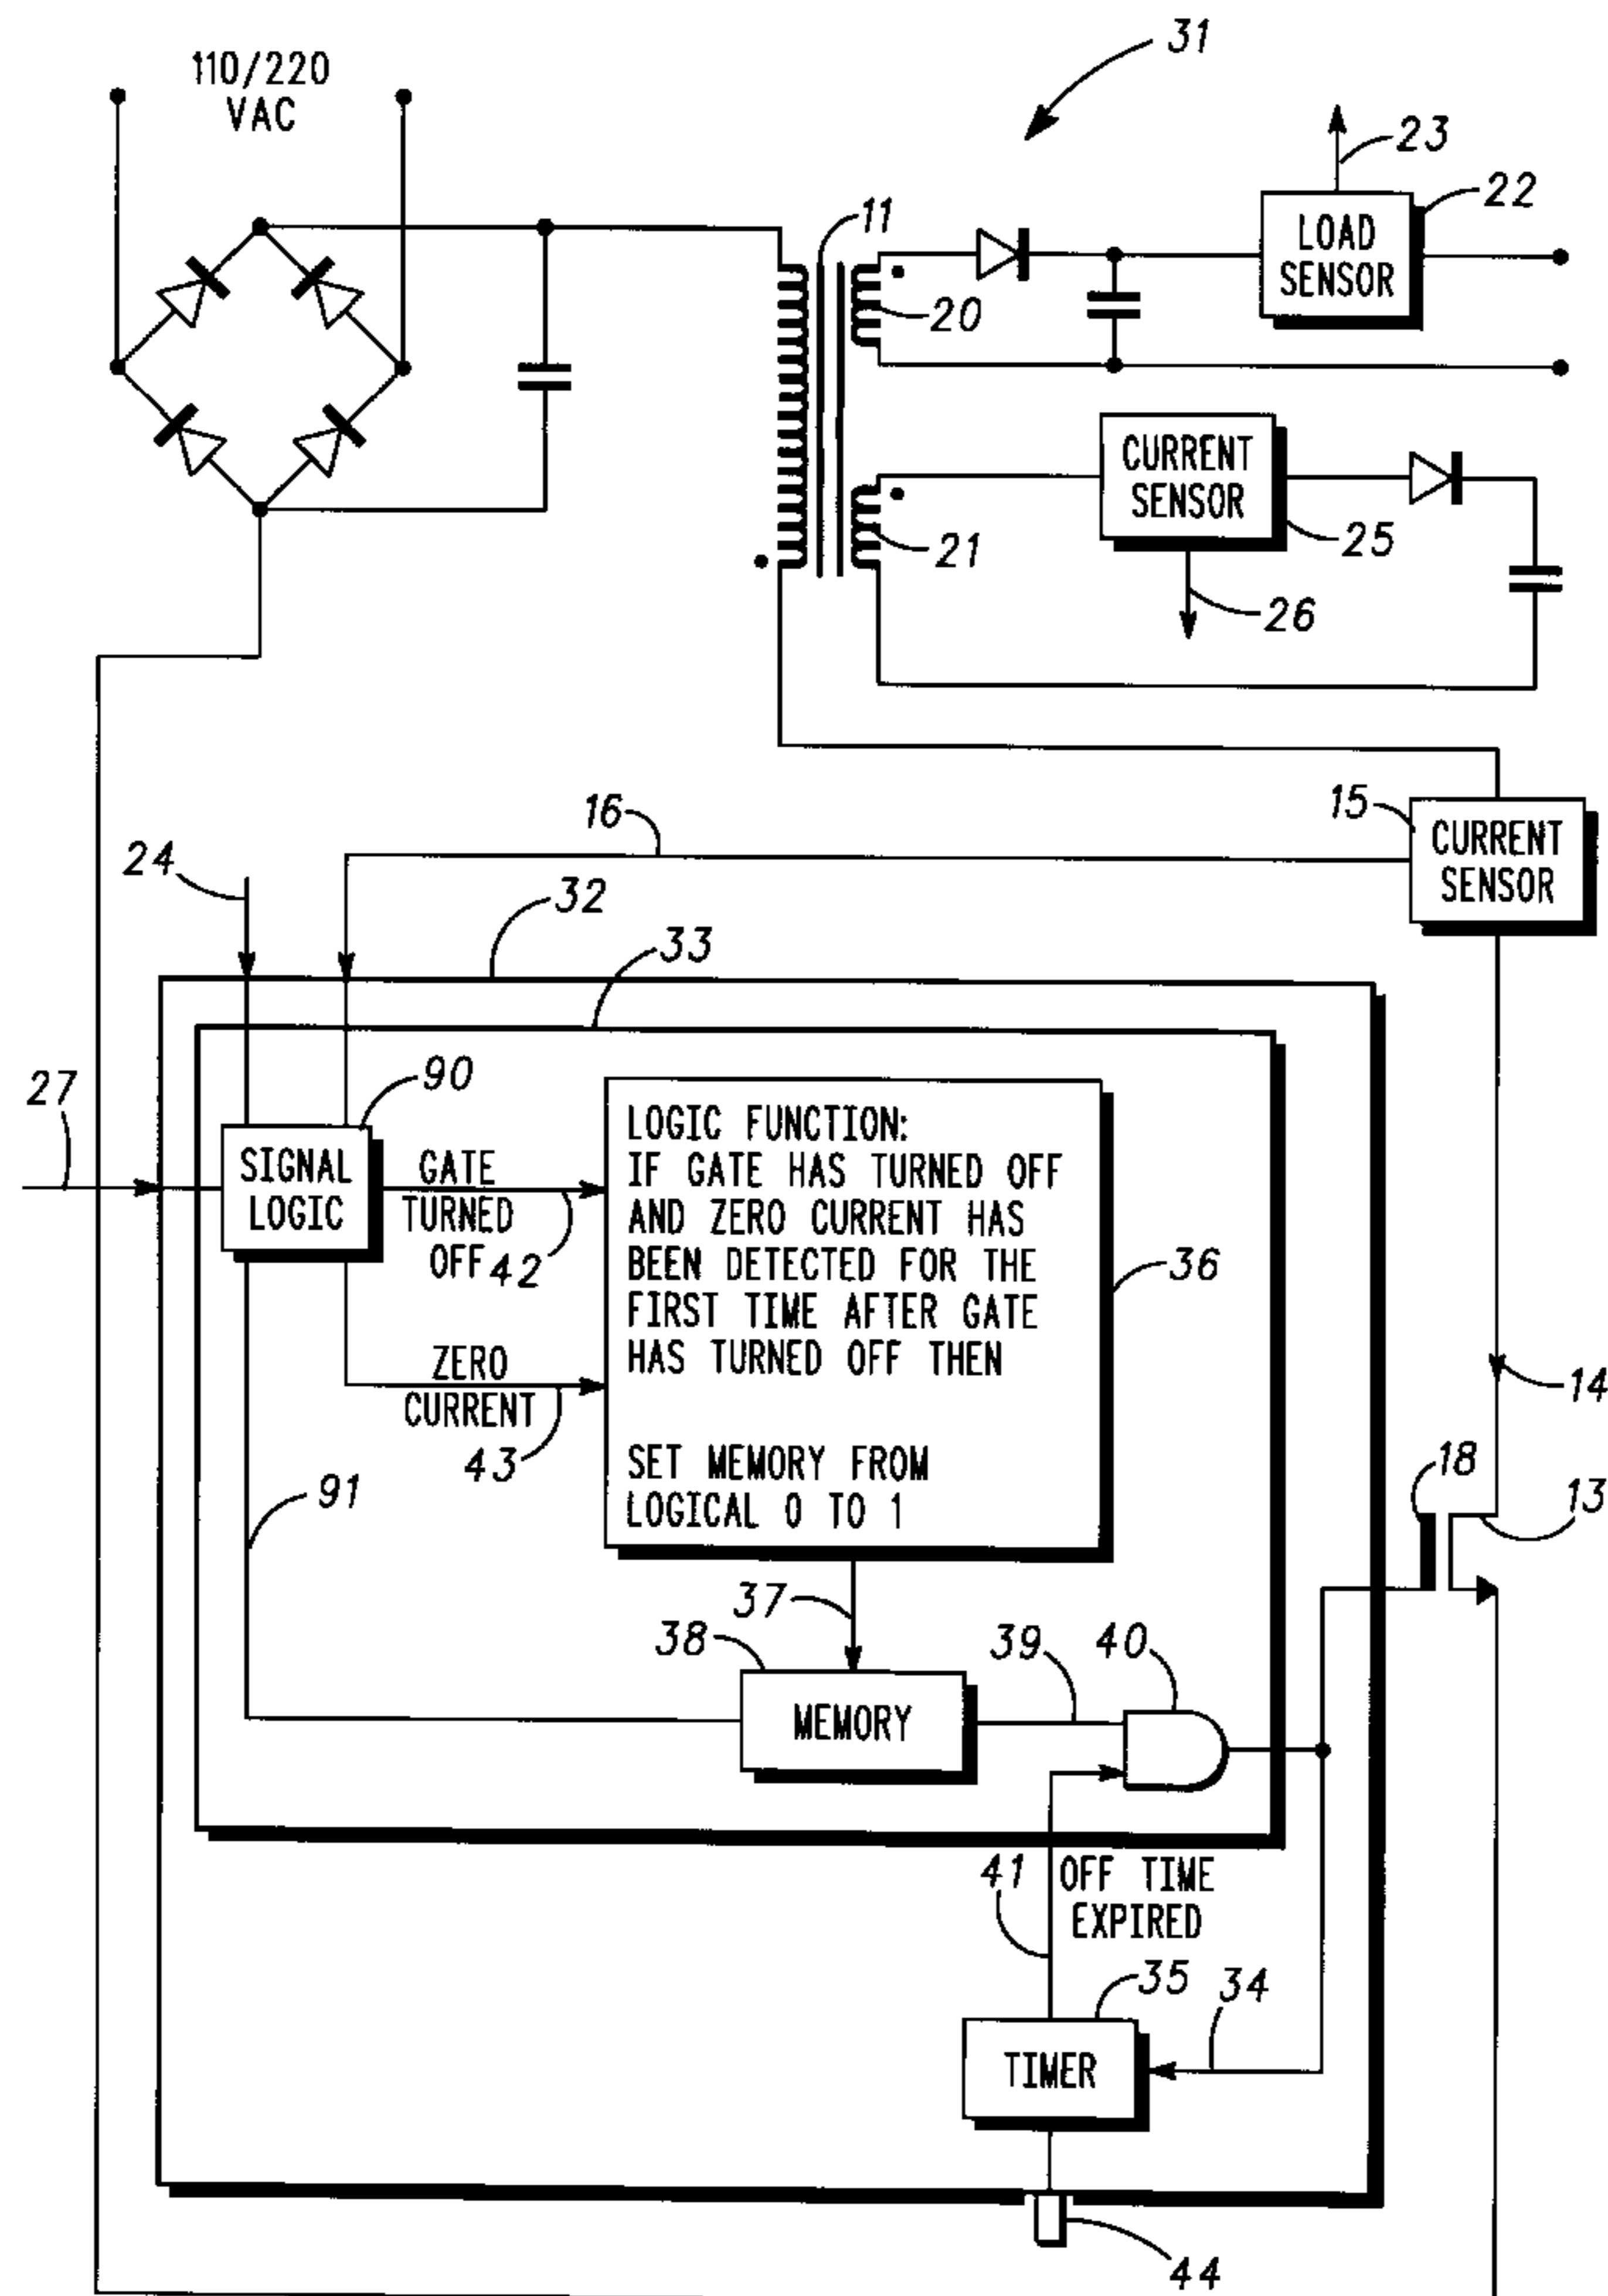 31
110/220
VAC
23
22
LOAD
SENSOR
11
20
CURRENT
SENSOR
21
25
26
16
15
CURRENT
SENSOR
24
32
33
27
90
SIGNAL
LOGIC
GATE
TURNED
OFF
42
LOGIC FUNCTION:
IF GATE HAS TURNED OFF
AND ZERO CURRENT HAS
BEEN DETECTED FOR THE
FIRST TIME AFTER GATE
HAS TURNED OFF THEN
SET MEMORY FROM
LOGICAL 0 TO 1
36
ZERO
CURRENT
43
14
18
13
91
37
38
39
40
MEMORY
41
OFF TIME
EXPIRED
35
34
TIMER
44